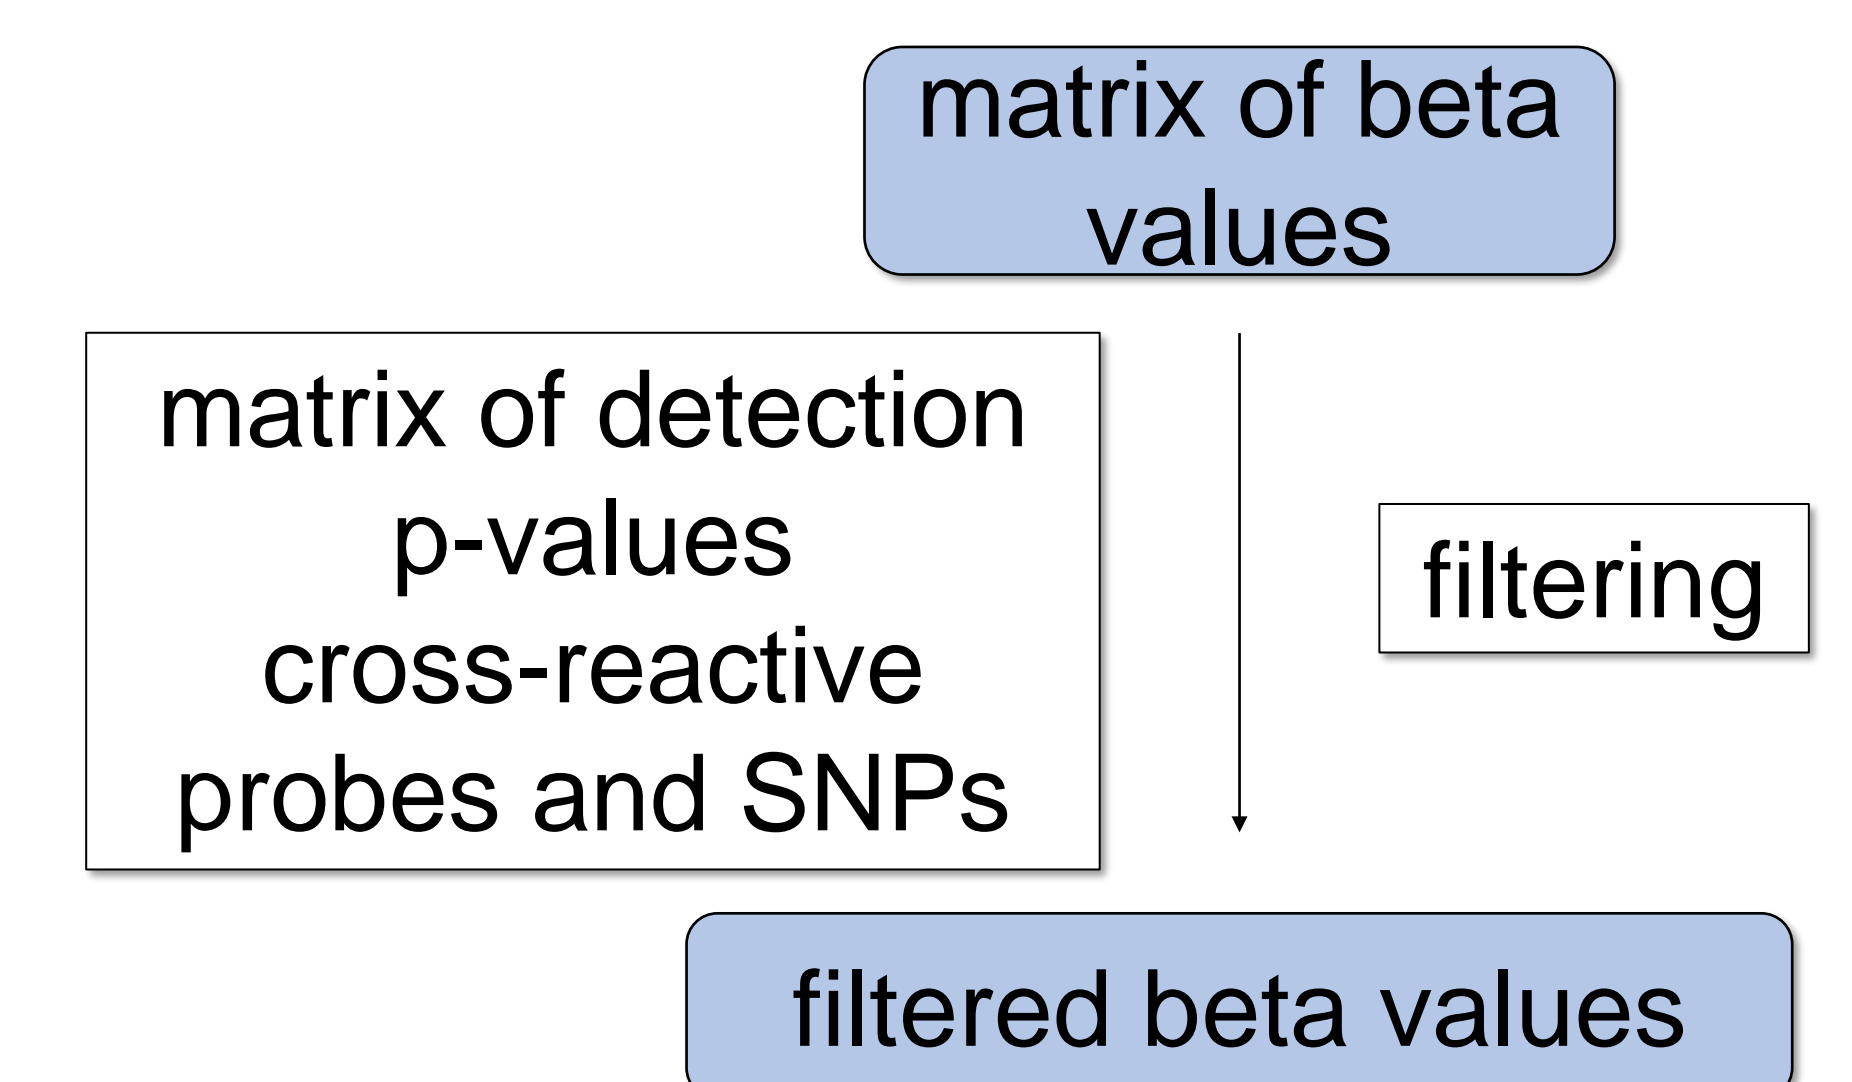 matrix of beta
values
matrix of detection
p-values
cross-reactive
probes and SNPs
filtering
filtered beta values